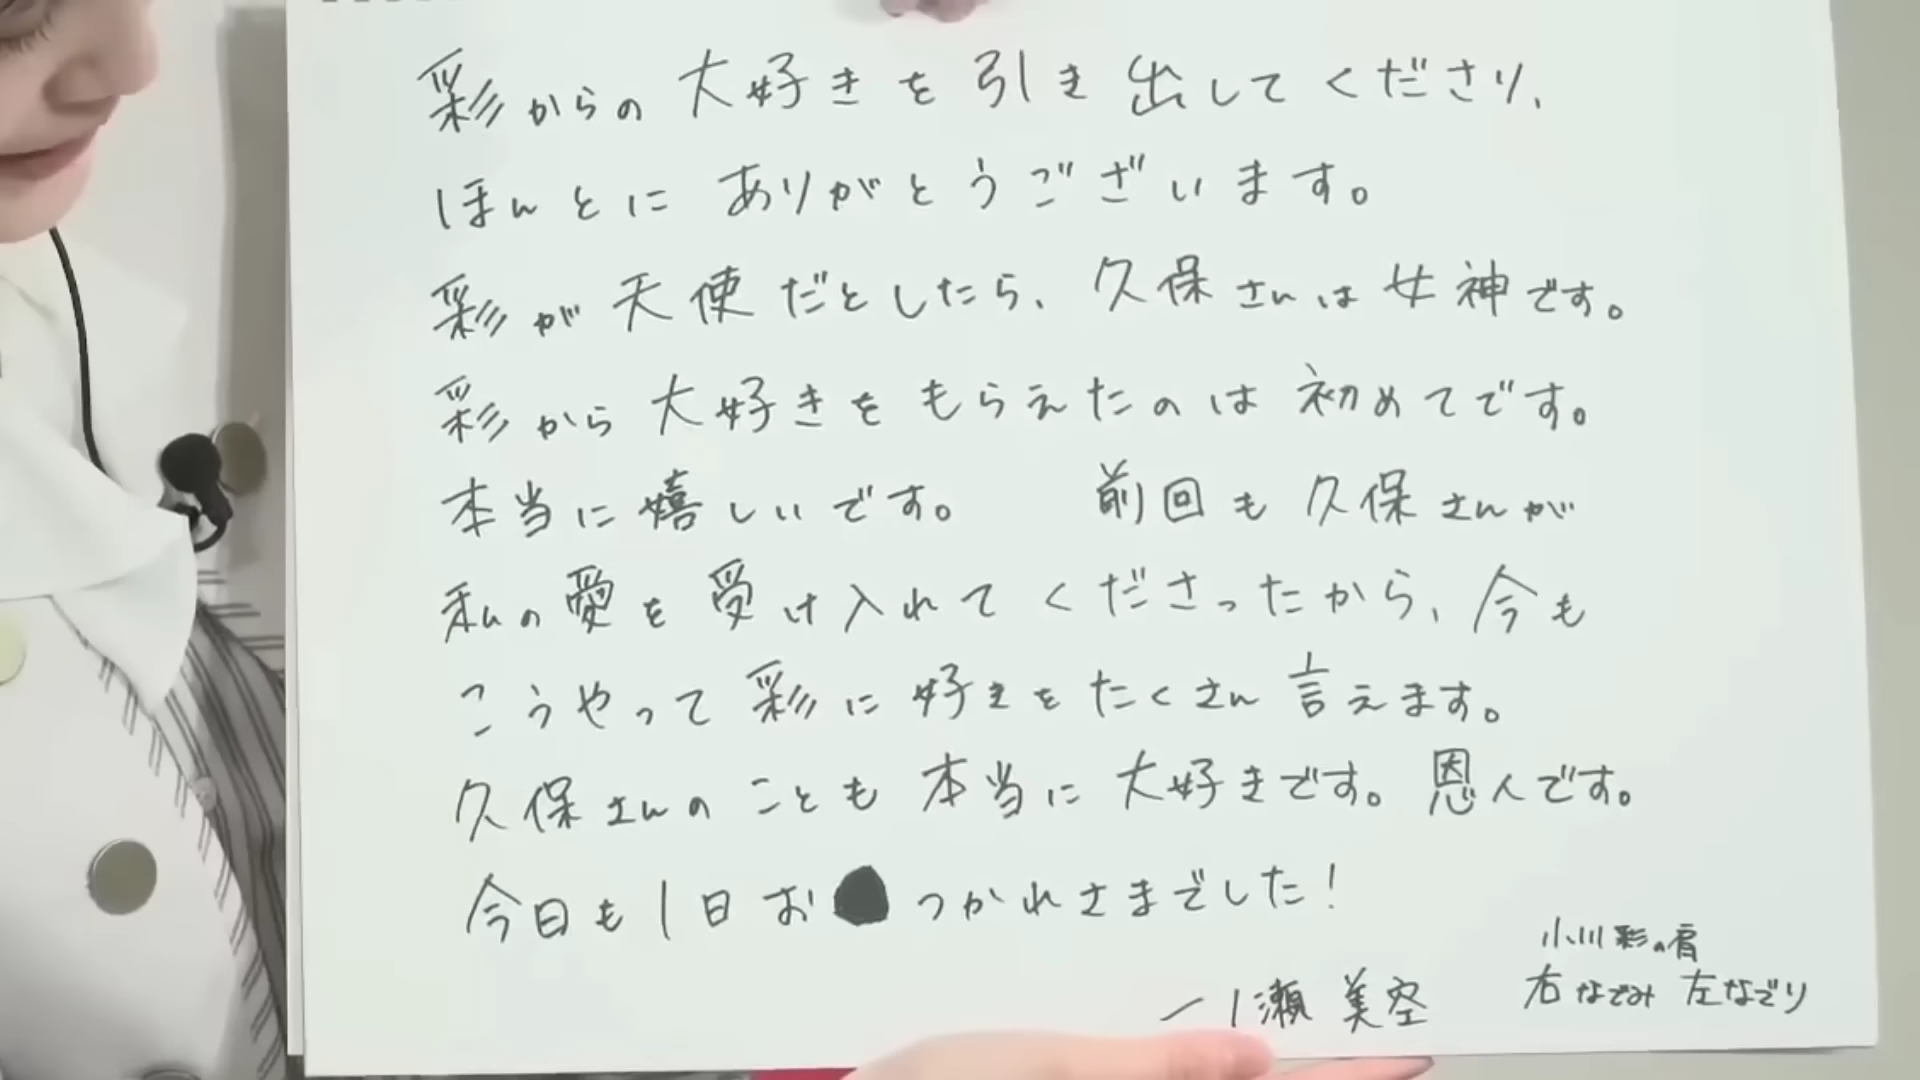 彩からの大好きを引き出してくださり、
ほんとにありがとうございます。
彩が天使だとしたら、久保さんは女神です。
彩から大好きをもらえたのは初めてです。
本当に嬉しいです。 前回も久保さんが
私の愛を受け入れてくださったから、今も
こうやって彩に好きをたくさん言えます。
久保さんのことも本当に大好きです。恩人です。
今日も1日おつかれさまでした!
一ノ瀬 美空
小川彩の肩
右なでみ 左なでり